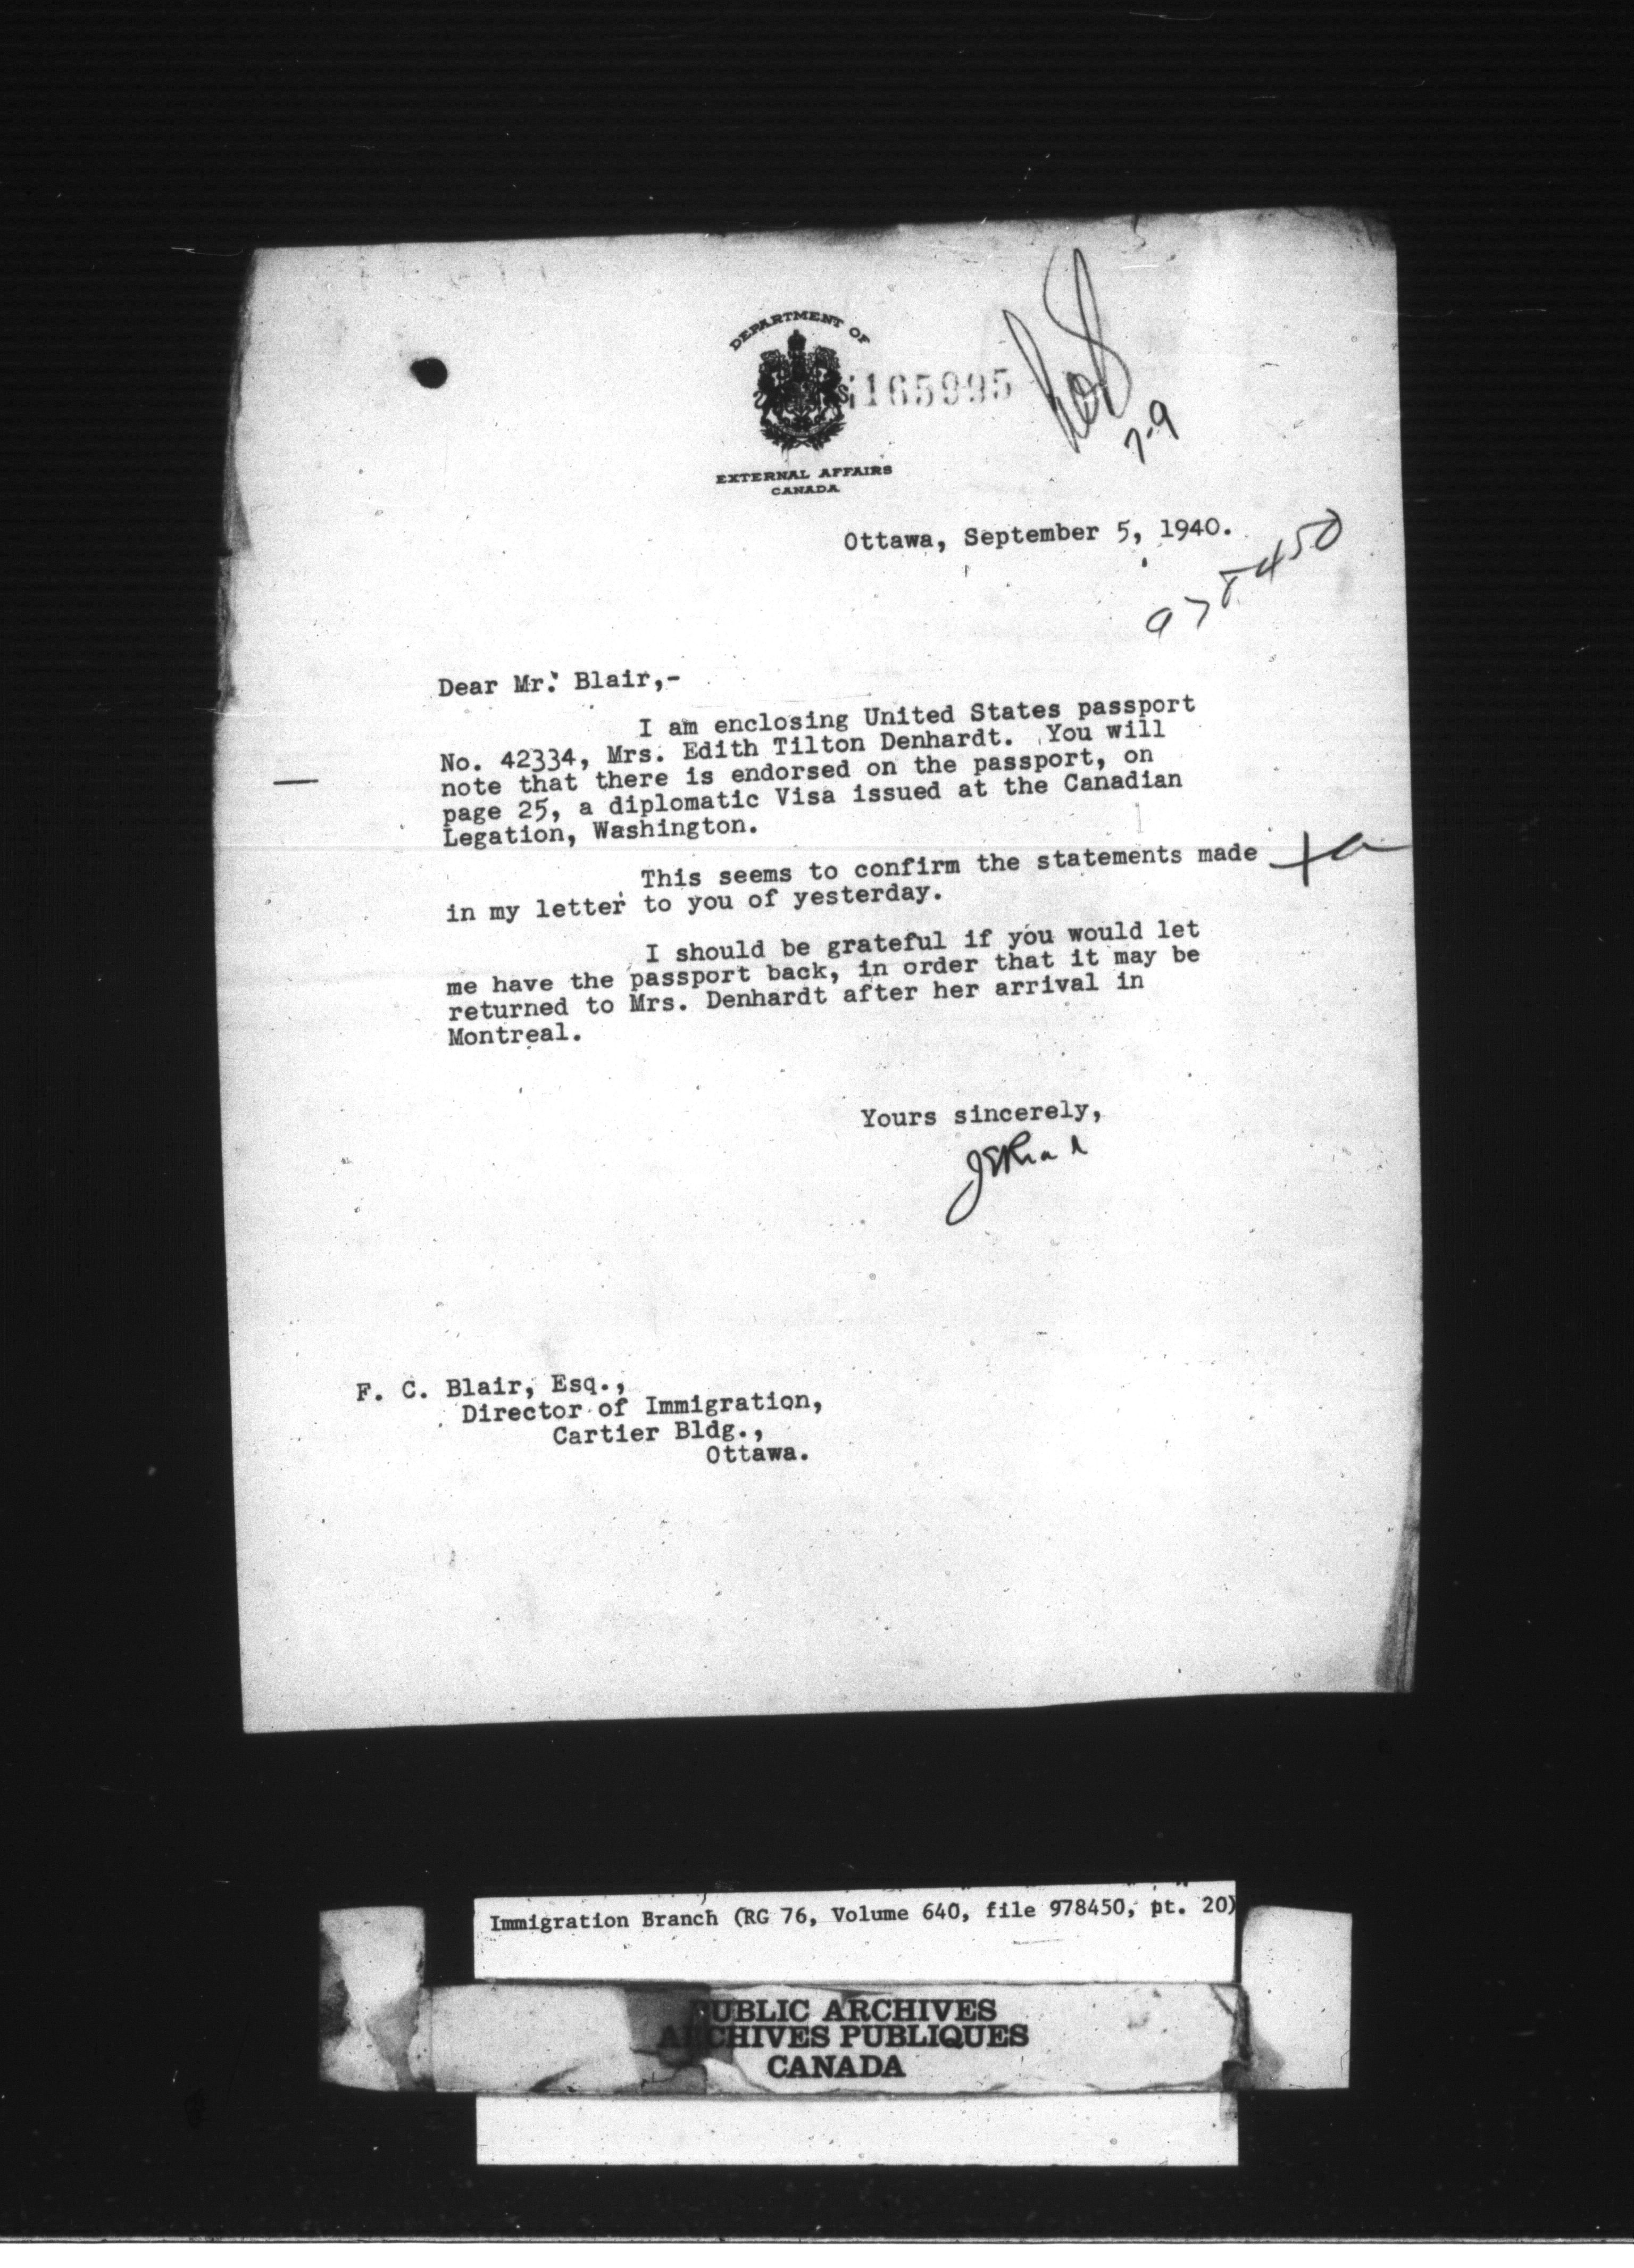 DEPARTMENT OF
165995
7-9
EXTERNAL AFFAIRS
CANADA
Ottawa, September 5, 1940.
978450
Dear Mr. Blair,-
I am enclosing United States passport
No. 42334, Mrs. Edith Tilton Denhardt. You will
note that there is endorsed on the passport, on
page 25, a diplomatic Visa issued at the Canadian
Legation, Washington.
This seems to confirm the statements made
in my letter to you of yesterday.
I should be grateful if you would let
me have the passport back, in order that it may be
returned to Mrs. Denhardt after her arrival in
Montreal.
Yours sincerely,
JERead
F. C. Blair, Esq.,
Director of Immigration,
Cartier Bldg.,
Ottawa.
Immigration Branch (RG 76, Volume 640, file 978450, pt. 20)
PUBLIC ARCHIVES
ARCHIVES PUBLIQUES
CANADA